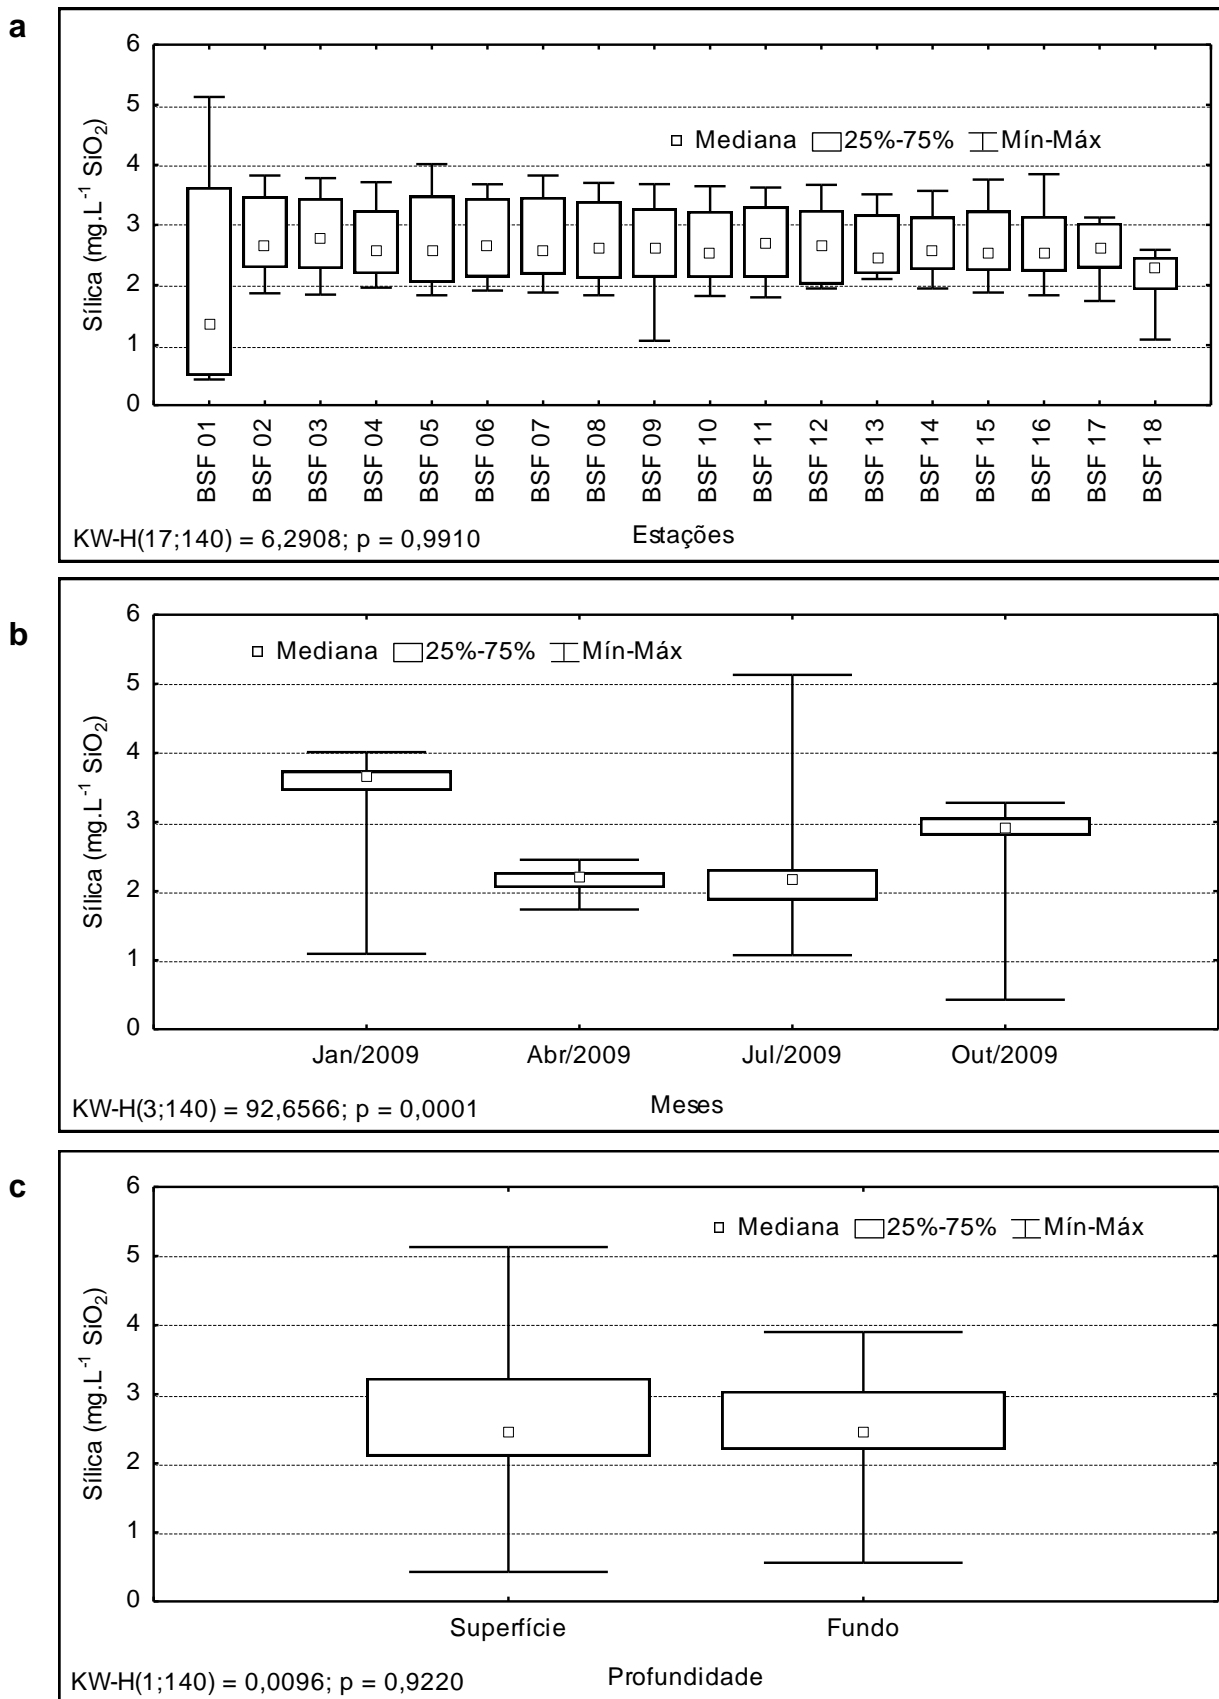 a
6
5
4
3
2
1
0
Sílica (mg.L-1 SiO2)
Mediana 25%-75% Mín-Máx
BSF 01 BSF 02 BSF 03 BSF 04 BSF 05 BSF 06 BSF 07 BSF 08 BSF 09 BSF 10 BSF 11 BSF 12 BSF 13 BSF 14 BSF 15 BSF 16 BSF 17 BSF 18
Estações
KW-H(17;140) = 6,2908; p = 0,9910
b
6
5
4
3
2
1
0
Sílica (mg.L-1 SiO2)
Mediana 25%-75% Mín-Máx
Jan/2009 Abr/2009 Jul/2009 Out/2009
Meses
KW-H(3;140) = 92,6566; p = 0,0001
c
6
5
4
3
2
1
0
Sílica (mg.L-1 SiO2)
Mediana 25%-75% Mín-Máx
Superfície Fundo
Profundidade
KW-H(1;140) = 0,0096; p = 0,9220